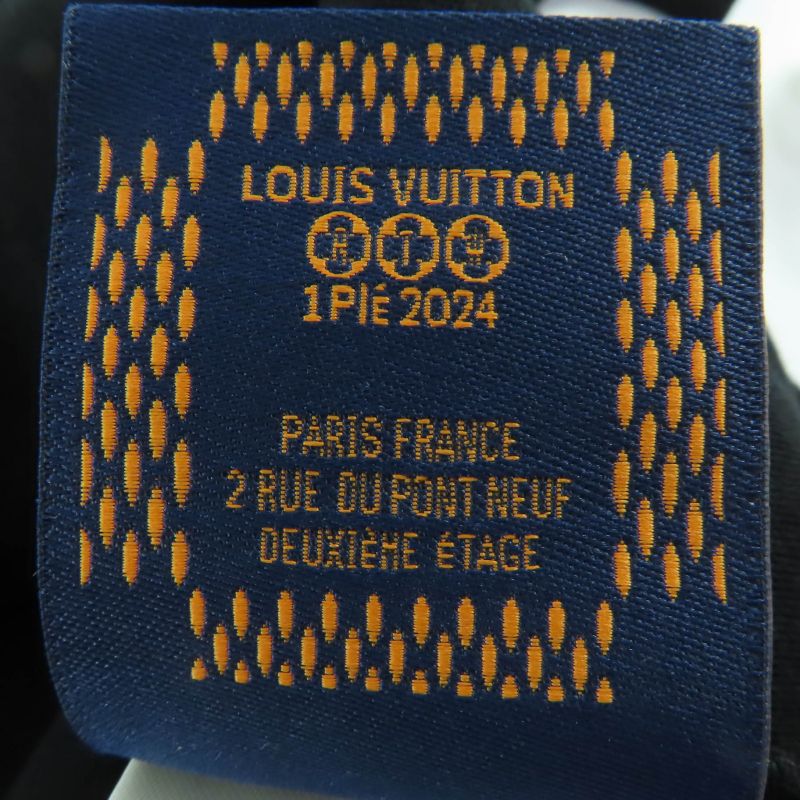 LOUIS VUITTON
1PIÉ 2024
PARIS FRANCE
2 RUE DU PONT NEUF
DEUXIÈME ÉTAGE